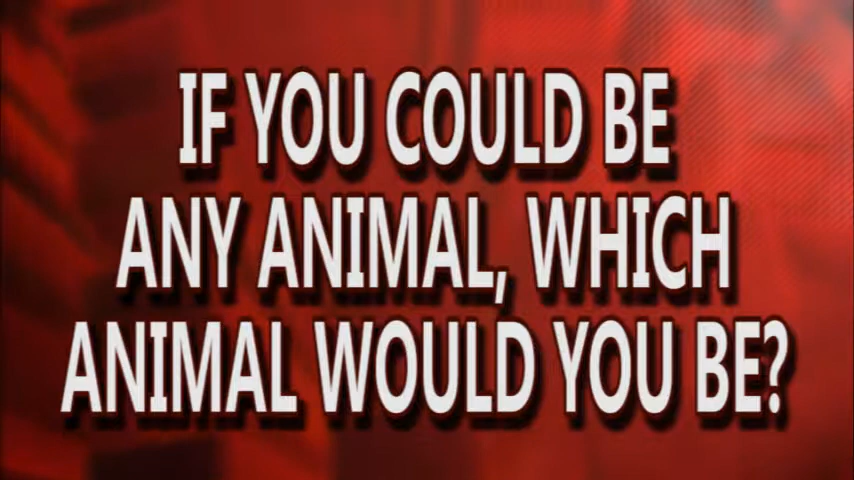 IF YOU COULD BE
ANY ANIMAL, WHICH
ANIMAL WOULD YOU BE?